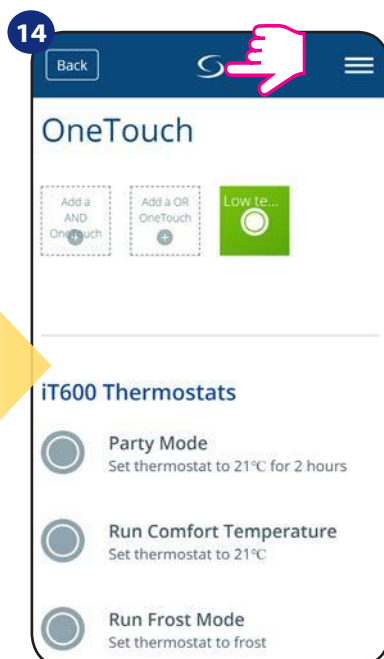 14
Back
OneTouch
Add a
AND
OneTouch
Add a OR
OneTouch
Low te...
iT600 Thermostats
Party Mode
Set thermostat to 21°C for 2 hours
Run Comfort Temperature
Set thermostat to 21°C
Run Frost Mode
Set thermostat to frost